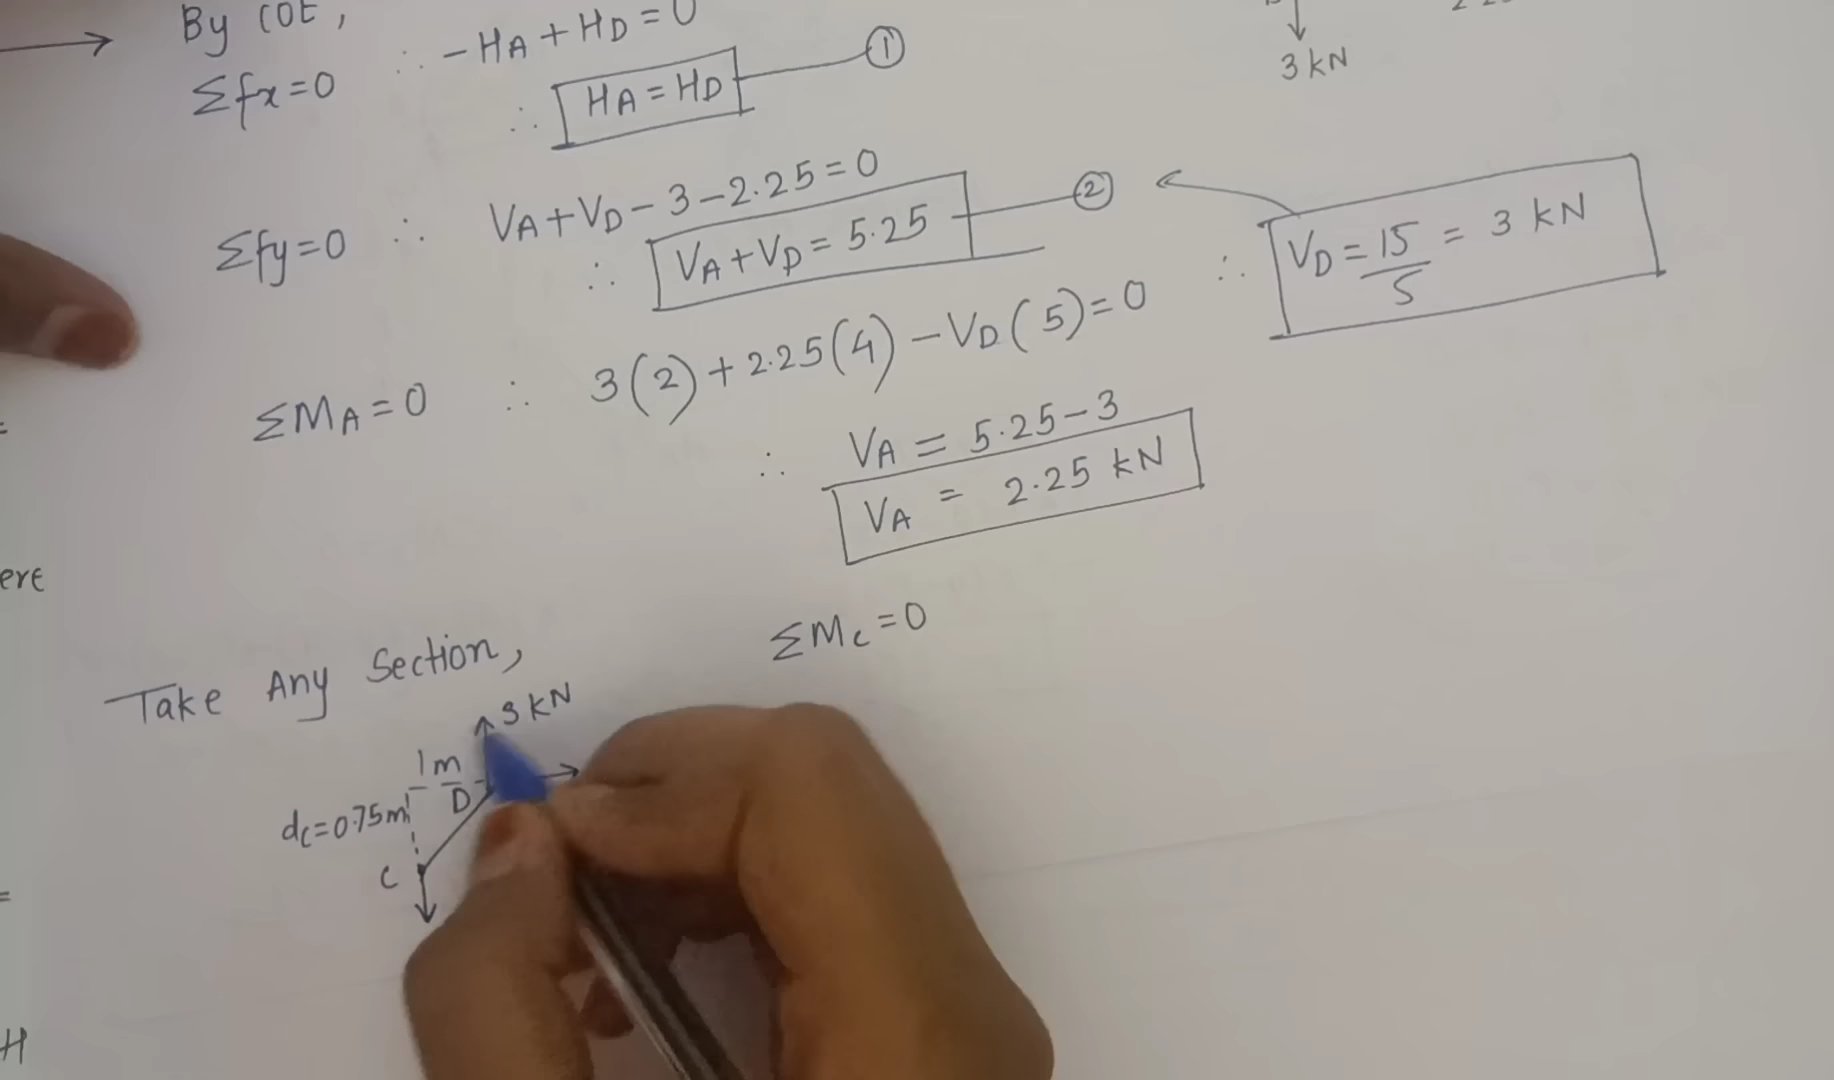 By COE,
∴ -HA + HD = 0
Σfx=0
∴ HA = HD ①
3 kN
Σfy=0 ∴ VA+VD-3-2.25=0
∴ VA+VD = 5.25 ②
∴ VD = 15/5 = 3 kN
ΣMA=0 ∴ 3(2)+2.25(4)-VD(5)=0
∴ VA = 5.25-3
VA = 2.25 kN
ere
Take Any Section,
ΣMc=0
3 kN
1m
D
dc=0.75m
C
H